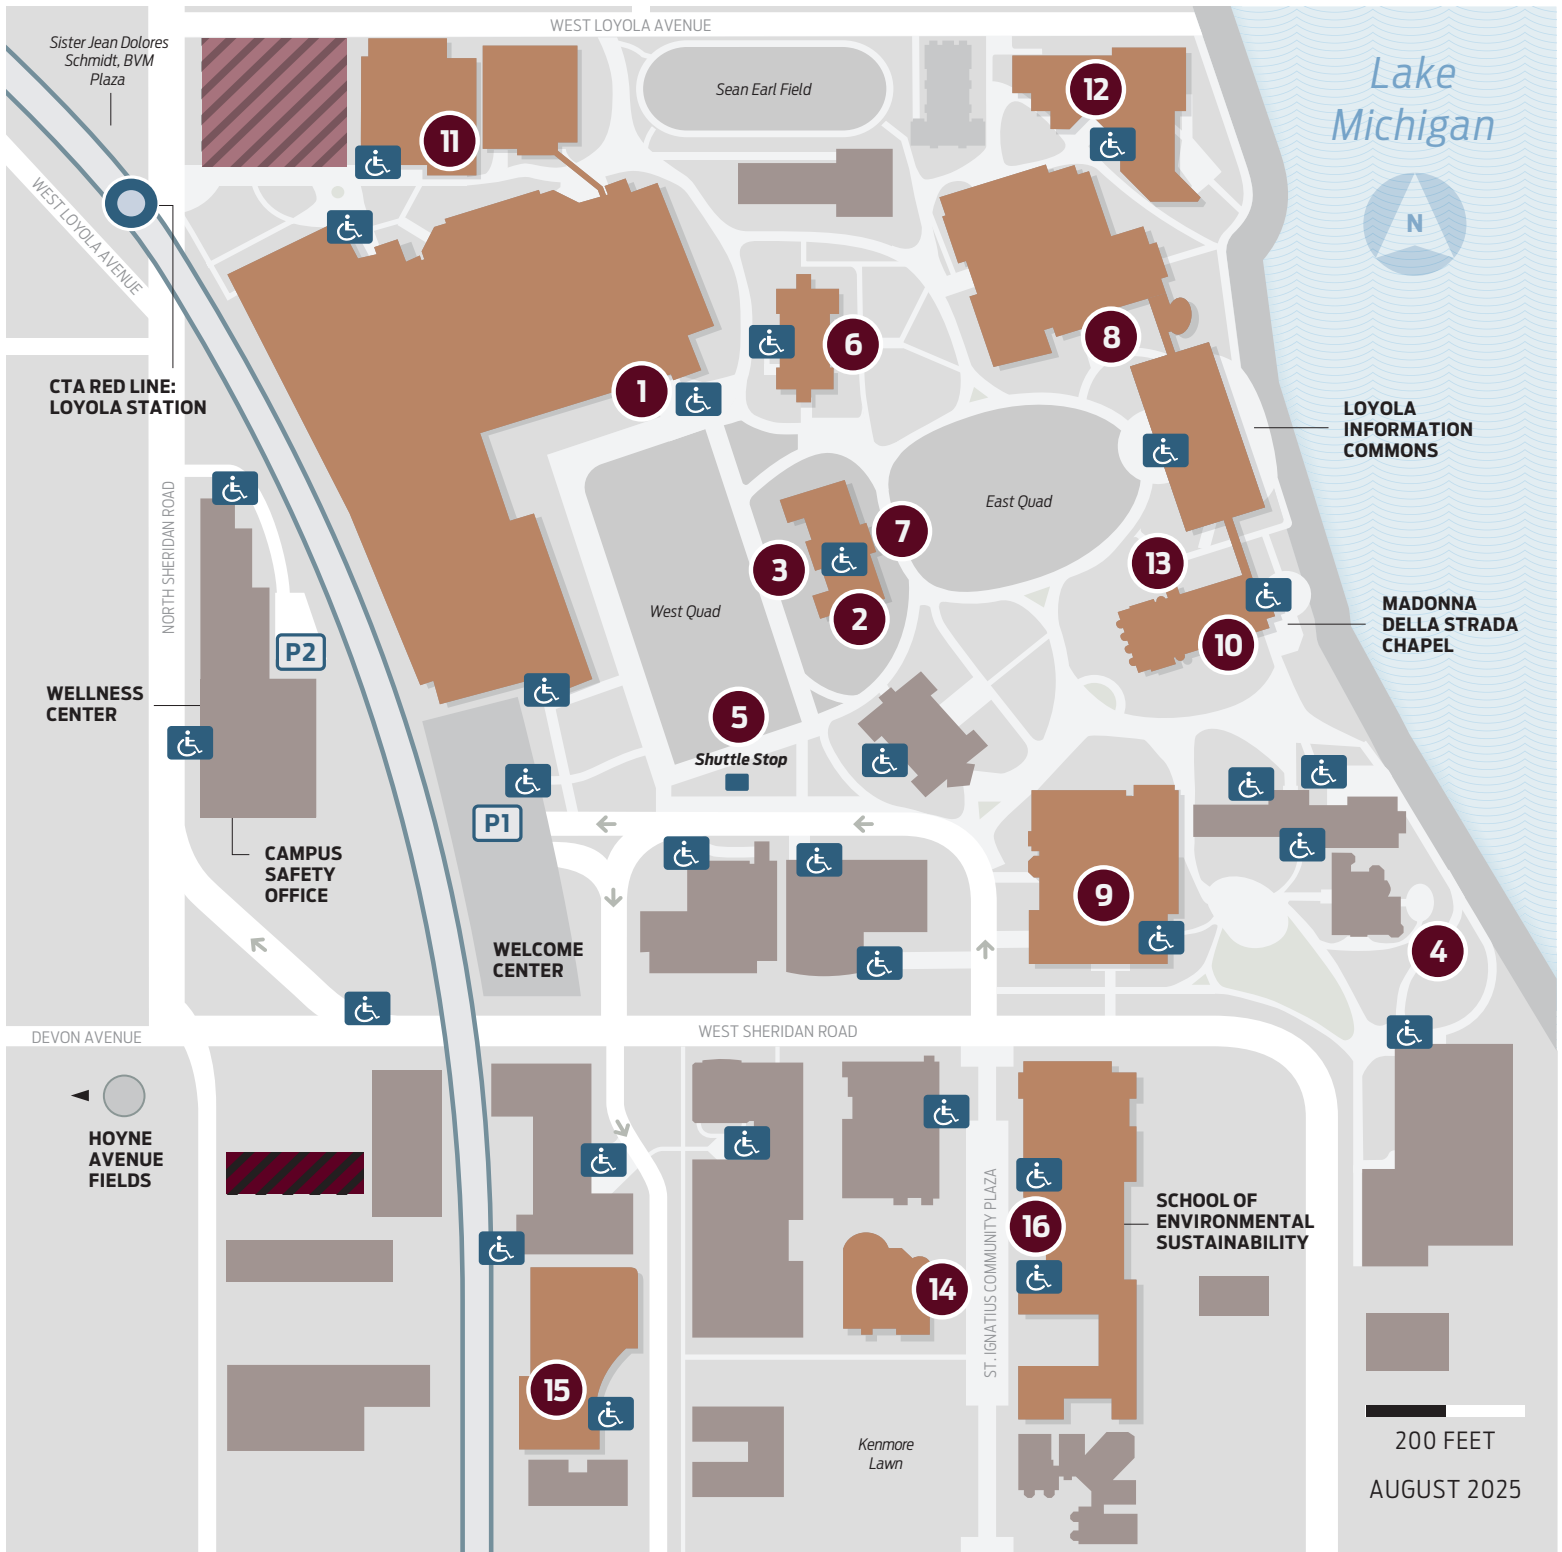 WEST LOYOLA AVENUE
Sister Jean Dolores
Schmidt, BVM
Plaza
Sean Earl Field
Lake
Michigan
12
11
WEST LOYOLA AVENUE
N
8
6
1
CTA RED LINE:
LOYOLA STATION
LOYOLA
INFORMATION
COMMONS
NORTH SHERIDAN ROAD
East Quad
7
3
13
West Quad
2
10
MADONNA
DELLA STRADA
CHAPEL
P2
WELLNESS
CENTER
5
Shuttle Stop
P1
CAMPUS
SAFETY
OFFICE
9
WELCOME
CENTER
4
DEVON AVENUE
WEST SHERIDAN ROAD
HOYNE
AVENUE
FIELDS
ST. IGNATIUS COMMUNITY PLAZA
16
SCHOOL OF
ENVIRONMENTAL
SUSTAINABILITY
14
15
Kenmore
Lawn
200 FEET
AUGUST 2025